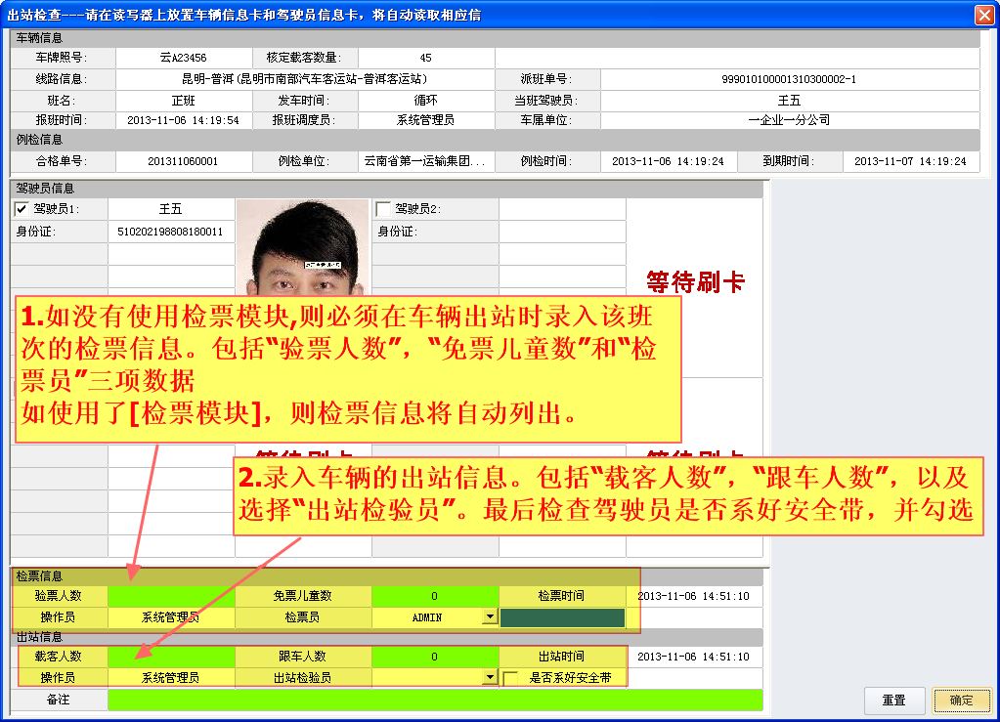 出站检查---请在读写器上放置车辆信息卡和驾驶员信息卡，将自动读取相应信
车辆信息
车牌照号: 云A23456 核定载客数量: 45
线路信息: 昆明-普洱(昆明市南部汽车客运站-普洱客运站) 派班单号: 999010100001310300002-1
班名: 正班 发车时间: 循环 当班驾驶员: 王五
报班时间: 2013-11-06 14:19:54 报班调度员: 系统管理员 车属单位: 一企业一分公司
例检信息
合格单号: 201311060001 例检单位: 云南省第一运输集团... 例检时间: 2013-11-06 14:19:24 到期时间: 2013-11-07 14:19:24
驾驶员信息
驾驶员1: 王五 驾驶员2:
身份证: 510202198808180011 身份证:
等待刷卡
1.如没有使用检票模块,则必须在车辆出站时录入该班
次的检票信息。包括“验票人数”，“免票儿童数”和“检
票员”三项数据
如使用了[检票模块]，则检票信息将自动列出。
等待刷卡 等待刷卡
2.录入车辆的出站信息。包括“载客人数”，“跟车人数”，以及
选择“出站检验员”。最后检查驾驶员是否系好安全带，并勾选
检票信息
验票人数 免票儿童数 0 检票时间 2013-11-06 14:51:10
操作员 系统管理员 检票员 ADMIN
出站信息
载客人数 跟车人数 0 出站时间 2013-11-06 14:51:10
操作员 系统管理员 出站检验员 是否系好安全带
备注
重置 确定